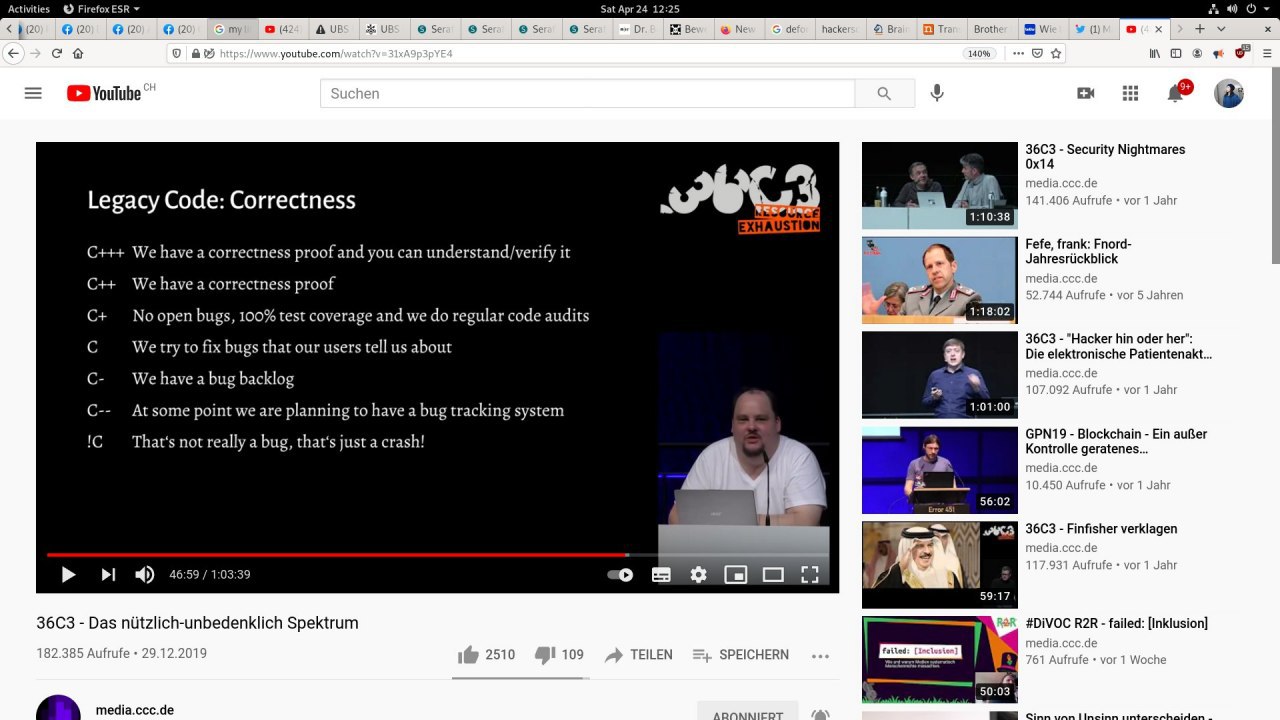 Activities
Firefox ESR
Sat Apr 24 12:25
(20)
(20)
(20)
(20)
my
(424
UBS
UBS
Sera
Sera
Sera
Sera
Dr. B
Bew
New
defo
hackers
Brai
Tran
Brother
Wie
(1) M
(4
https://www.youtube.com/watch?v=31xA9p3pYE4
140%
YouTube CH
Suchen
9+
Legacy Code: Correctness
36C3
RESOURCE
EXHAUSTION
C+++ We have a correctness proof and you can understand/verify it
C++ We have a correctness proof
C+ No open bugs, 100% test coverage and we do regular code audits
C We try to fix bugs that our users tell us about
C- We have a bug backlog
C-- At some point we are planning to have a bug tracking system
!C That's not really a bug, that's just a crash!
46:59 / 1:03:39
36C3 - Das nützlich-unbedenklich Spektrum
182.385 Aufrufe • 29.12.2019
2510
109
TEILEN
SPEICHERN
media.ccc.de
ABONNIERT
36C3 - Security Nightmares
0x14
media.ccc.de
141.406 Aufrufe • vor 1 Jahr
1:10:38
Fefe, frank: Fnord-
Jahresrückblick
media.ccc.de
52.744 Aufrufe • vor 5 Jahren
1:18:02
36C3 - "Hacker hin oder her":
Die elektronische Patientenakt...
media.ccc.de
107.092 Aufrufe • vor 1 Jahr
1:01:00
GPN19 - Blockchain - Ein außer
Kontrolle geratenes...
media.ccc.de
10.450 Aufrufe • vor 1 Jahr
Error 451
56:02
36C3 - Finfisher verklagen
media.ccc.de
117.931 Aufrufe • vor 1 Jahr
59:17
#DiVOC R2R - failed: [Inklusion]
media.ccc.de
761 Aufrufe • vor 1 Woche
R2R
failed: [Inclusion]
50:03
Sinn von Unsinn unterscheiden -